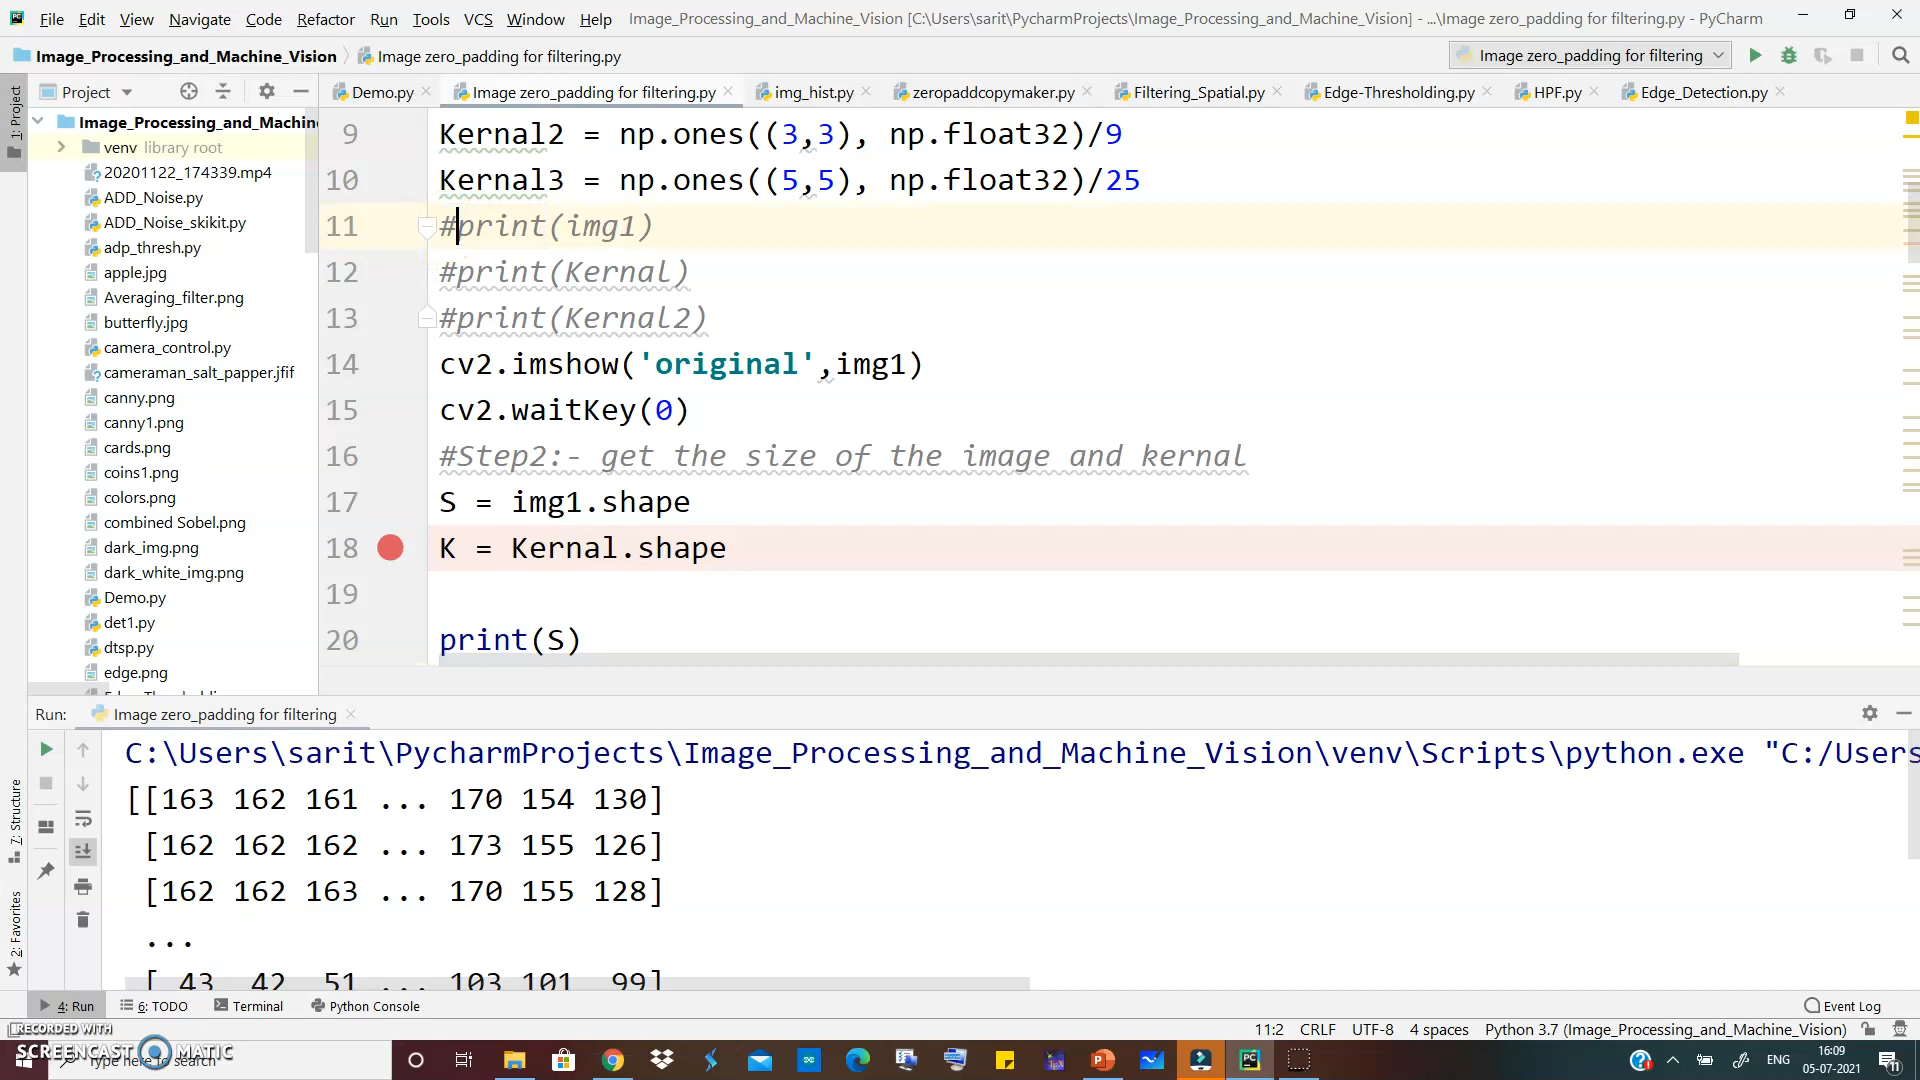 File Edit View Navigate Code Refactor Run Tools VCS Window Help Image_Processing_and_Machine_Vision [C:\Users\sarit\PycharmProjects\Image_Processing_and_Machine_Vision] - ...\Image zero_padding for filtering.py - PyCharm
Image_Processing_and_Machine_Vision Image zero_padding for filtering.py Image zero_padding for filtering
1: Project
Project
Demo.py Image zero_padding for filtering.py img_hist.py zeropaddcopymaker.py Filtering_Spatial.py Edge-Thresholding.py HPF.py Edge_Detection.py
Image_Processing_and_Machin
venv library root
20201122_174339.mp4
ADD_Noise.py
ADD_Noise_skikit.py
adp_thresh.py
apple.jpg
Averaging_filter.png
butterfly.jpg
camera_control.py
cameraman_salt_papper.jfif
canny.png
canny1.png
cards.png
coins1.png
colors.png
combined Sobel.png
dark_img.png
dark_white_img.png
Demo.py
det1.py
dtsp.py
edge.png
9 Kernal2 = np.ones((3,3), np.float32)/9
10 Kernal3 = np.ones((5,5), np.float32)/25
11 #print(img1)
12 #print(Kernal)
13 #print(Kernal2)
14 cv2.imshow('original',img1)
15 cv2.waitKey(0)
16 #Step2:- get the size of the image and kernal
17 S = img1.shape
18 K = Kernal.shape
19
20 print(S)
Run: Image zero_padding for filtering
C:\Users\sarit\PycharmProjects\Image_Processing_and_Machine_Vision\venv\Scripts\python.exe "C:/Users
[[163 162 161 ... 170 154 130]
[162 162 162 ... 173 155 126]
[162 162 163 ... 170 155 128]
...
[ 43 42 51 ... 103 101 99]
7: Structure
2: Favorites
4: Run 6: TODO Terminal Python Console Event Log
11:2 CRLF UTF-8 4 spaces Python 3.7 (Image_Processing_and_Machine_Vision)
RECORDED WITH
SCREENCAST MATIC
Type here to search
ENG 16:09
05-07-2021
11